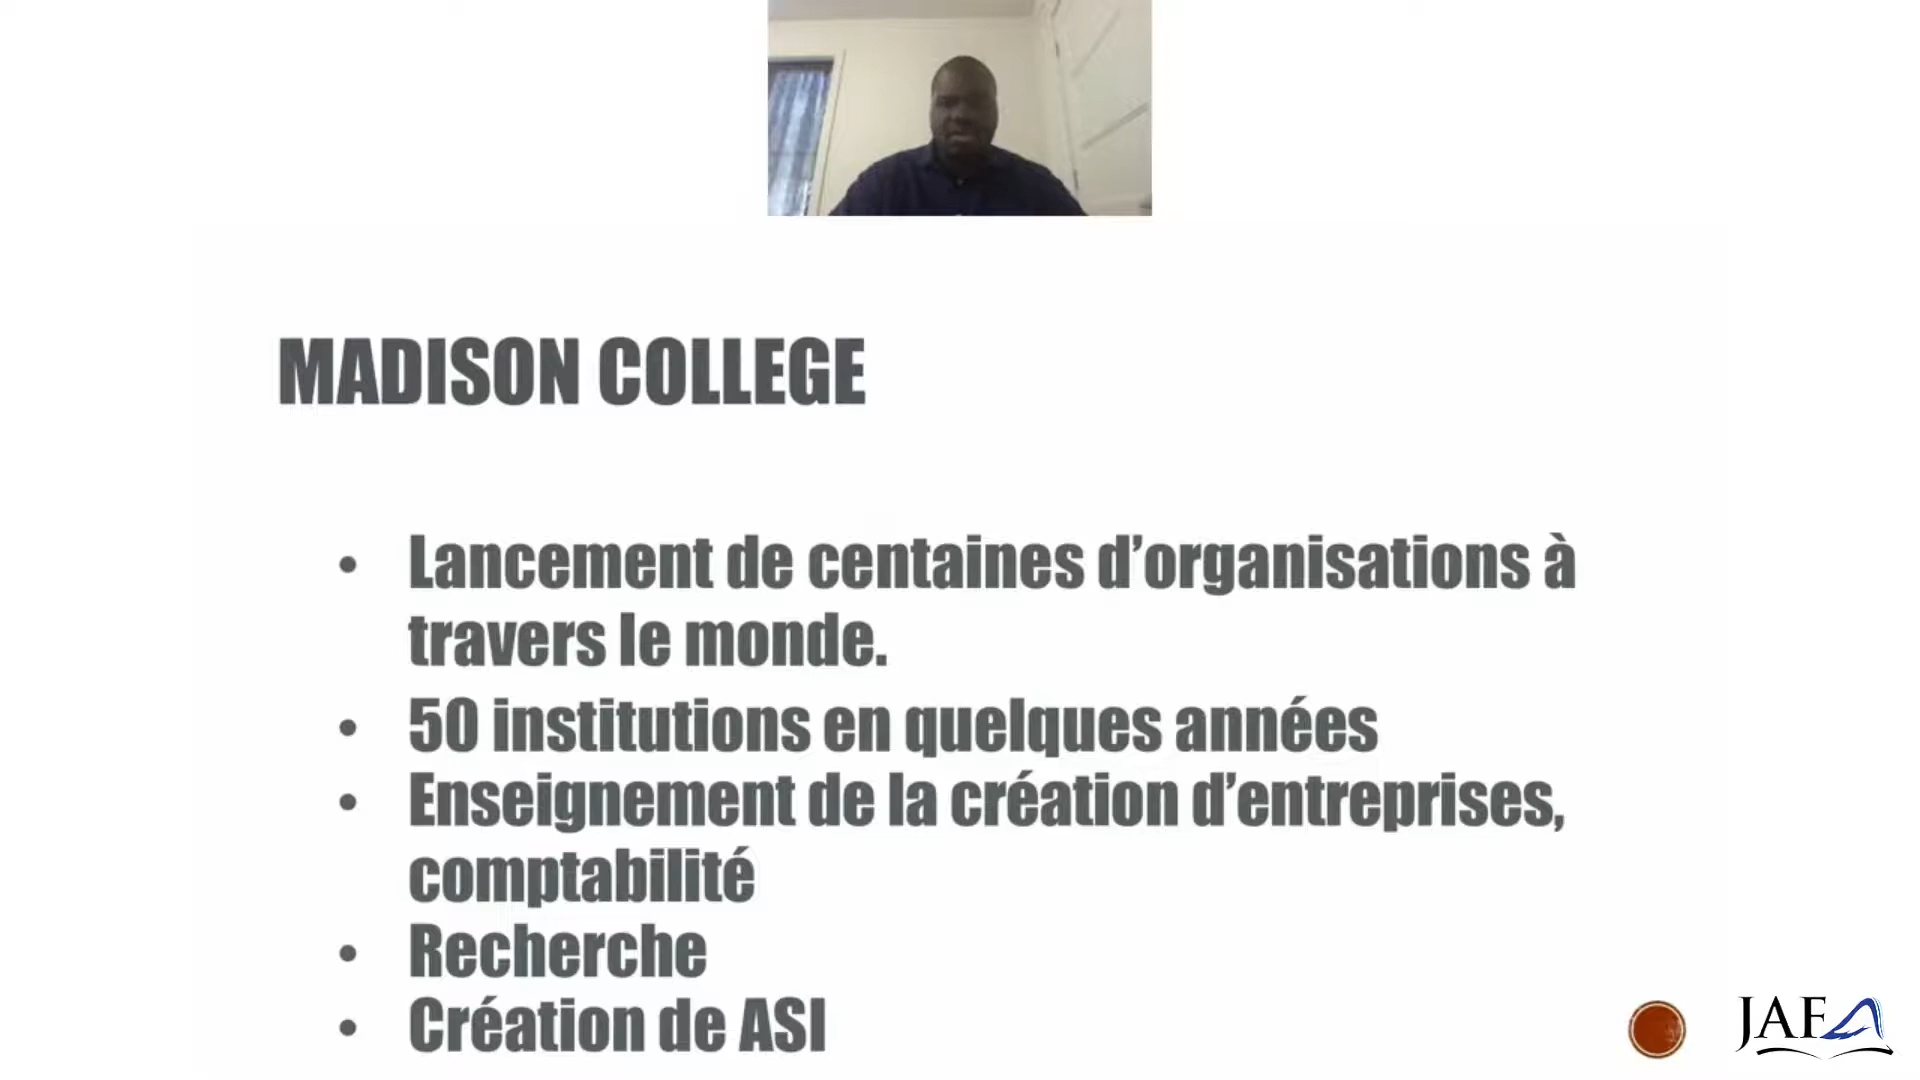 MADISON COLLEGE
• Lancement de centaines d’organisations à
travers le monde.
• 50 institutions en quelques années
• Enseignement de la création d’entreprises,
comptabilité
• Recherche
• Création de ASI
JAFA